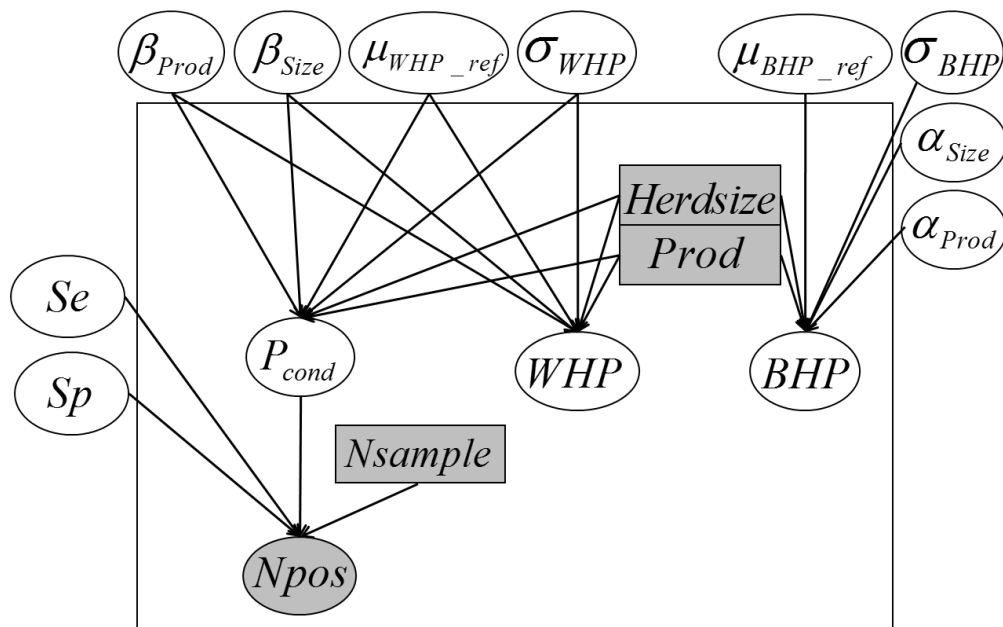 β_Prod β_Size μ_WHP_ref σ_WHP μ_BHP_ref σ_BHP
α_Size
Herdsize
Prod
α_Prod
Se
P_cond WHP BHP
Sp
Nsample
Npos